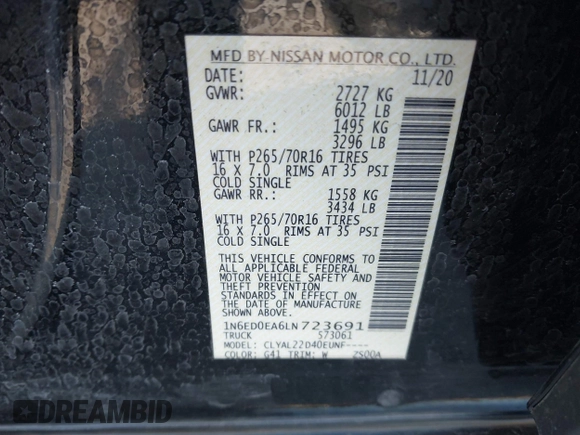 MFD BY NISSAN MOTOR CO., LTD.
DATE: 11/20
GVWR: 2727 KG
6012 LB
GAWR FR.: 1495 KG
3296 LB
WITH P265/70R16 TIRES
16 X 7.0 RIMS AT 35 PSI
COLD SINGLE
GAWR RR.: 1558 KG
3434 LB
WITH P265/70R16 TIRES
16 X 7.0 RIMS AT 35 PSI
COLD SINGLE
THIS VEHICLE CONFORMS TO
ALL APPLICABLE FEDERAL
MOTOR VEHICLE SAFETY AND
THEFT PREVENTION
STANDARDS IN EFFECT ON
THE DATE OF MANUFACTURE
SHOWN ABOVE.
1N6ED0EA6LN723691
TRUCK 573061
MODEL: CLYAL22D40EUNF----
COLOR: G41 TRIM: W 2S00A
DREAMBID